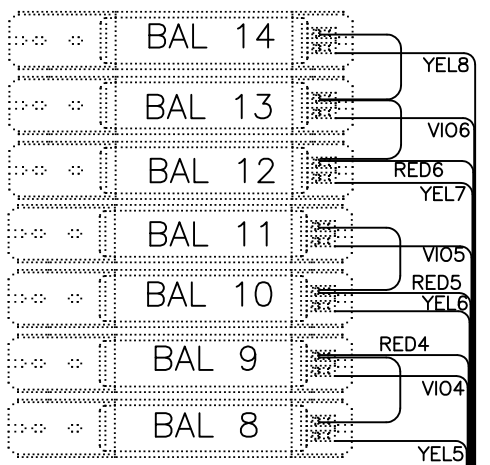 BAL 14
YEL8
BAL 13
VIO6
BAL 12
RED6
YEL7
BAL 11
VIO5
RED5
BAL 10
YEL6
RED4
BAL 9
VIO4
BAL 8
YEL5